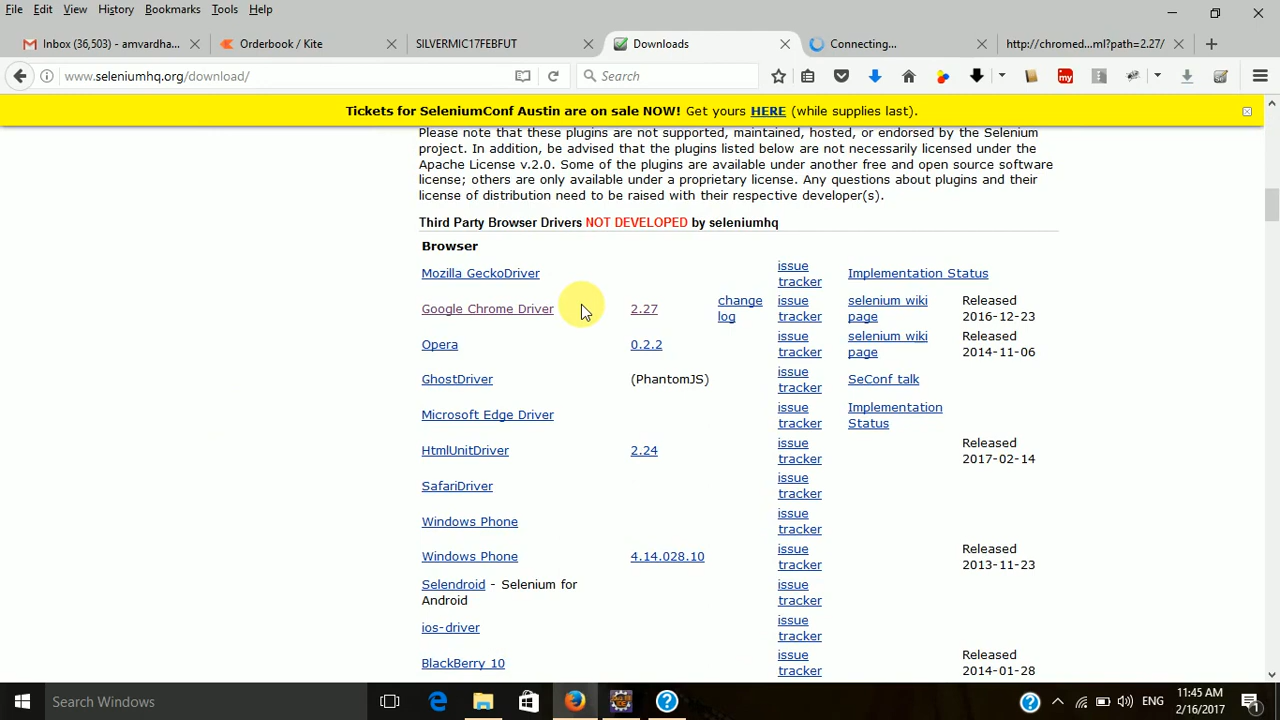 File Edit View History Bookmarks Tools Help
Inbox (36,503) - amvardha...
Orderbook / Kite
SILVERMIC17FEBFUT
Downloads
Connecting...
http://chromed...ml?path=2.27/
www.seleniumhq.org/download/
Search
my
Tickets for SeleniumConf Austin are on sale NOW! Get yours HERE (while supplies last).
Please note that these plugins are not supported, maintained, hosted, or endorsed by the Selenium
project. In addition, be advised that the plugins listed below are not necessarily licensed under the
Apache License v.2.0. Some of the plugins are available under another free and open source software
license; others are only available under a proprietary license. Any questions about plugins and their
license of distribution need to be raised with their respective developer(s).
Third Party Browser Drivers NOT DEVELOPED by seleniumhq
Browser
Mozilla GeckoDriver issue tracker Implementation Status
Google Chrome Driver 2.27 change log issue tracker selenium wiki page Released 2016-12-23
Opera 0.2.2 issue tracker selenium wiki page Released 2014-11-06
GhostDriver (PhantomJS) issue tracker SeConf talk
Microsoft Edge Driver issue tracker Implementation Status
HtmlUnitDriver 2.24 issue tracker Released 2017-02-14
SafariDriver issue tracker
Windows Phone issue tracker
Windows Phone 4.14.028.10 issue tracker Released 2013-11-23
Selendroid - Selenium for Android issue tracker
ios-driver issue tracker
BlackBerry 10 issue tracker Released 2014-01-28
Search Windows
ENG
11:45 AM
2/16/2017
1